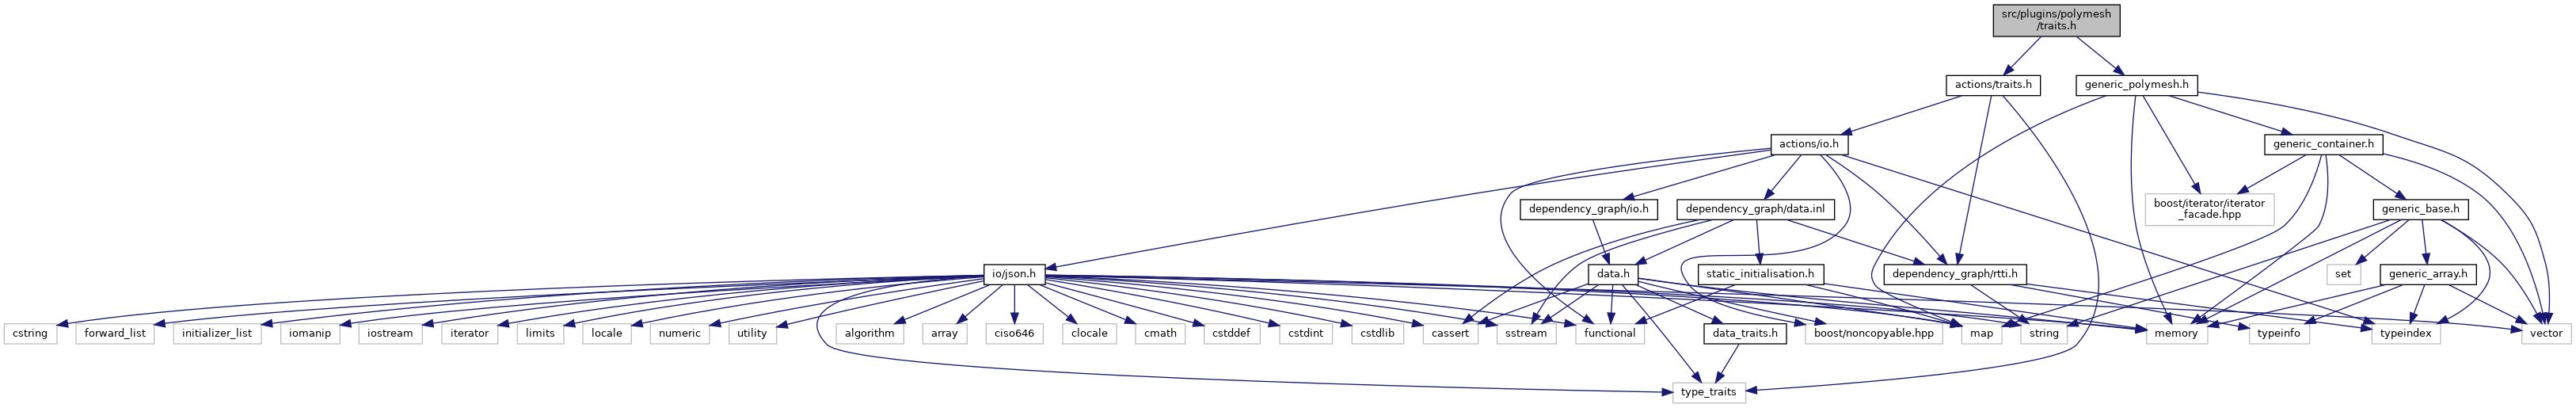 src/plugins/polymesh
/traits.h
actions/traits.h
generic_polymesh.h
actions/io.h
generic_container.h
dependency_graph/io.h
dependency_graph/data.inl
boost/iterator/iterator
_facade.hpp
generic_base.h
io/json.h
data.h
static_initialisation.h
dependency_graph/rtti.h
set
generic_array.h
cstring
forward_list
initializer_list
iomanip
iostream
iterator
limits
locale
numeric
utility
algorithm
array
ciso646
clocale
cmath
cstddef
cstdint
cstdlib
cassert
sstream
functional
data_traits.h
boost/noncopyable.hpp
map
string
memory
typeinfo
typeindex
vector
type_traits